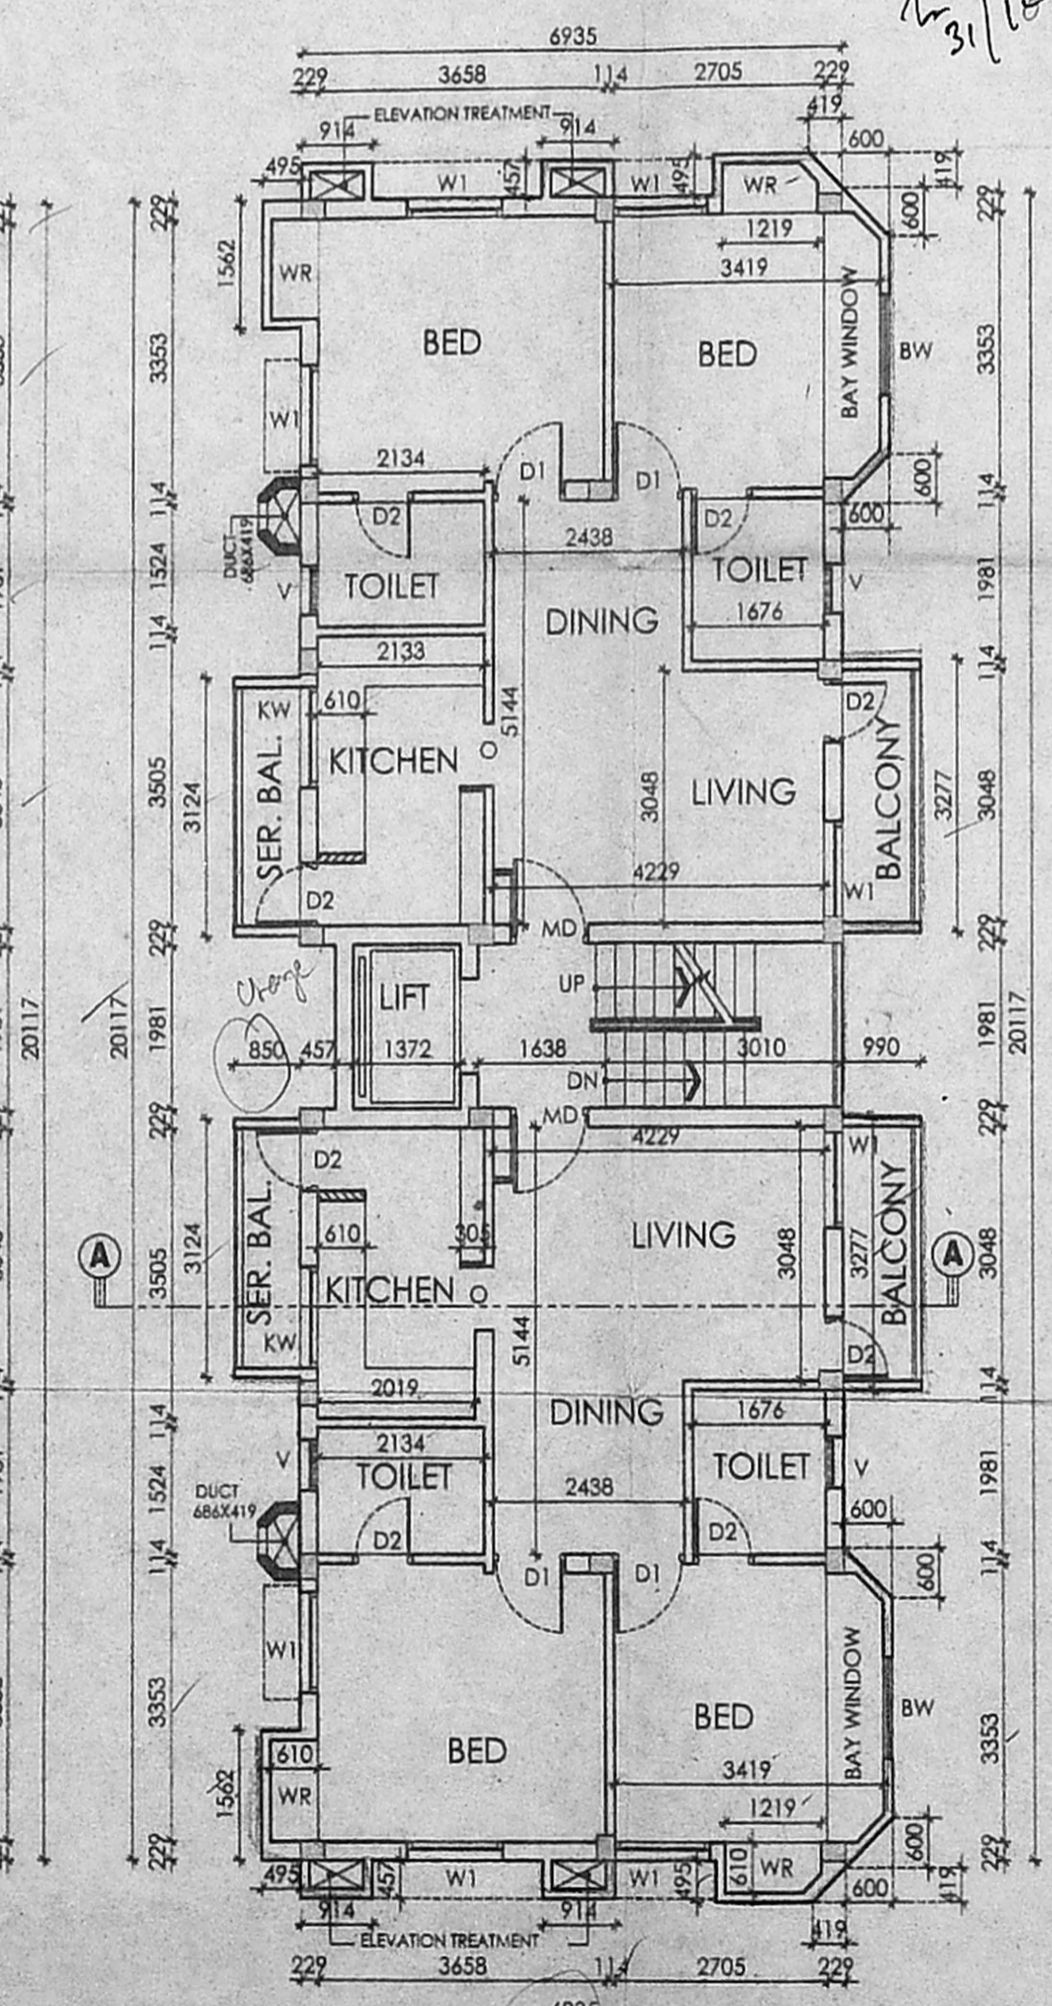 31/10
6935
229 3658 114 2705 229
ELEVATION TREATMENT
419
914 914 600
495 W1 457 W1 495 WR 419
229 600 229
1219
1562 WR 3419
BED BED BAY WINDOW BW
3353 3353
W1
2134 D1 D1 600
114 114
D2 D2 600
DUCT
686X419
2438
1524 V TOILET TOILET V 1981
DINING 1676
114 2133 114
KW 610 5144 D2
KITCHEN O
SER. BAL. LIVING BALCONY
3505 3124 3048 3277 3048
D2 4229 W1
229 MD 229
LIFT UP
20117 20117 1981 1981 20117
850 457 1372 1638 3010 990
DN
229 MD 229
D2 4229 W1
SER. BAL. LIVING BALCONY
A 3505 3124 610 305 3048 3277 3048 A
KITCHEN O
KW 5144 D2
2019 114
114 DINING 1676
2134
V TOILET TOILET V
DUCT
686X419
1524 2438 1981
600
D2 D2
114 D1 D1 600 114
W1
3353 BED BED BAY WINDOW BW 3353
610 3419
1562 WR 1219
229 600 229
495 457 W1 W1 495 610 WR 600 419
914 914
ELEVATION TREATMENT 419
229 3658 114 2705 229